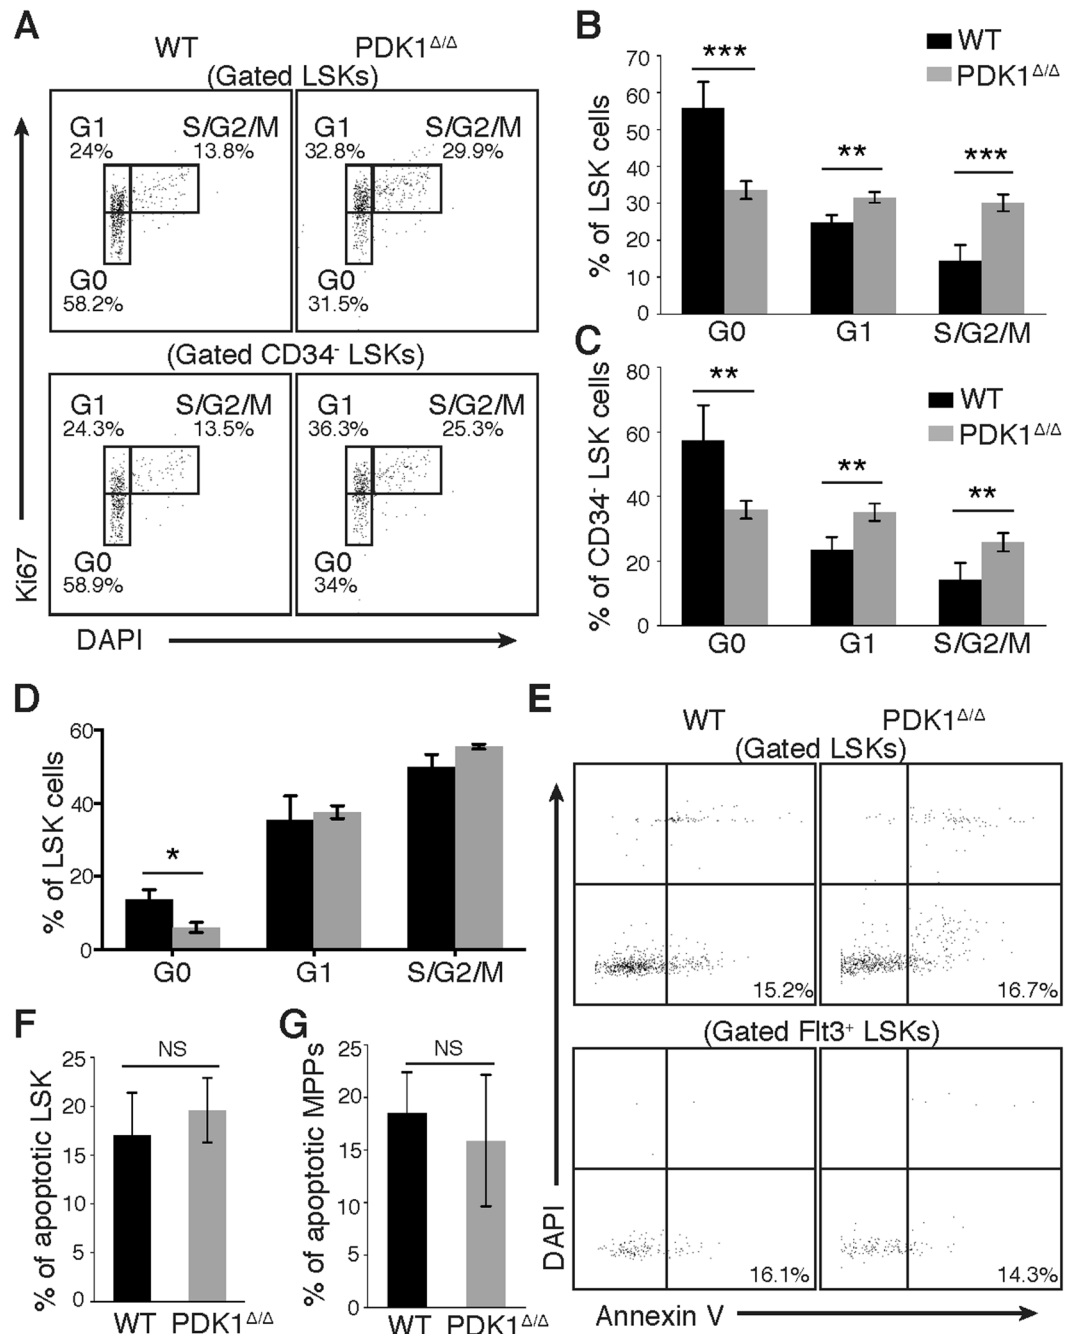 A
WT PDK1Δ/Δ
(Gated LSKs)
G1 S/G2/M G1 S/G2/M
24% 13.8% 32.8% 29.9%
G0 G0
58.2% 31.5%
(Gated CD34- LSKs)
G1 S/G2/M G1 S/G2/M
24.3% 13.5% 36.3% 25.3%
G0 G0
58.9% 34%
Ki67
DAPI
B
WT
PDK1Δ/Δ
% of LSK cells
70
60
50
40
30
20
10
0
*** ** ***
G0 G1 S/G2/M
C
WT
PDK1Δ/Δ
% of CD34- LSK cells
80
60
40
20
0
** ** **
G0 G1 S/G2/M
D
% of LSK cells
60
40
20
0
*
G0 G1 S/G2/M
E
WT PDK1Δ/Δ
(Gated LSKs)
15.2% 16.7%
(Gated Flt3+ LSKs)
16.1% 14.3%
DAPI
Annexin V
F
% of apoptotic LSK
25
20
15
10
5
0
NS
WT PDK1Δ/Δ
G
% of apoptotic MPPs
25
20
15
10
5
0
NS
WT PDK1Δ/Δ